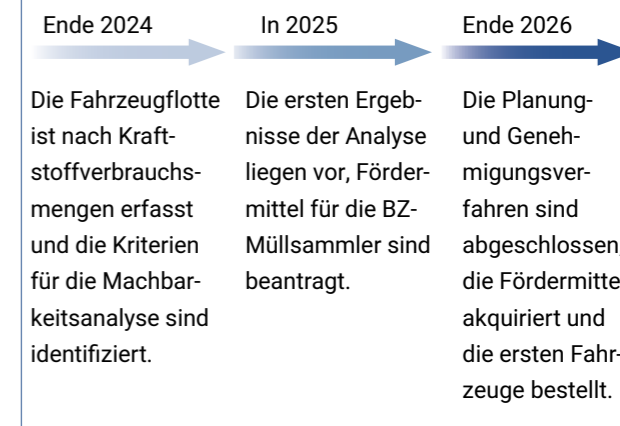 Ende 2024
Die Fahrzeugflotte
ist nach Kraft-
stoffverbrauchs-
mengen erfasst
und die Kriterien
für die Machbar-
keitsanalyse sind
identifiziert.
In 2025
Die ersten Ergeb-
nisse der Analyse
liegen vor, Förder-
mittel für die BZ-
Müllsammler sind
beantragt.
Ende 2026
Die Planung-
und Geneh-
migungsver-
fahren sind
abgeschlossen,
die Fördermitte
akquiriert und
die ersten Fahr-
zeuge bestellt.